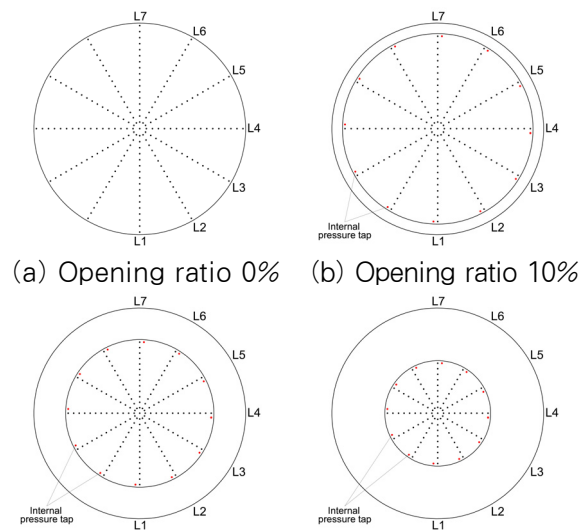 L7
L6
L5
L4
L3
L2
L1
(a) Opening ratio 0%
L7
L6
L5
L4
L3
L2
L1
Internal
pressure tap
(b) Opening ratio 10%
L7
L6
L5
L4
L3
L2
L1
Internal
pressure tap
L7
L6
L5
L4
L3
L2
L1
Internal
pressure tap